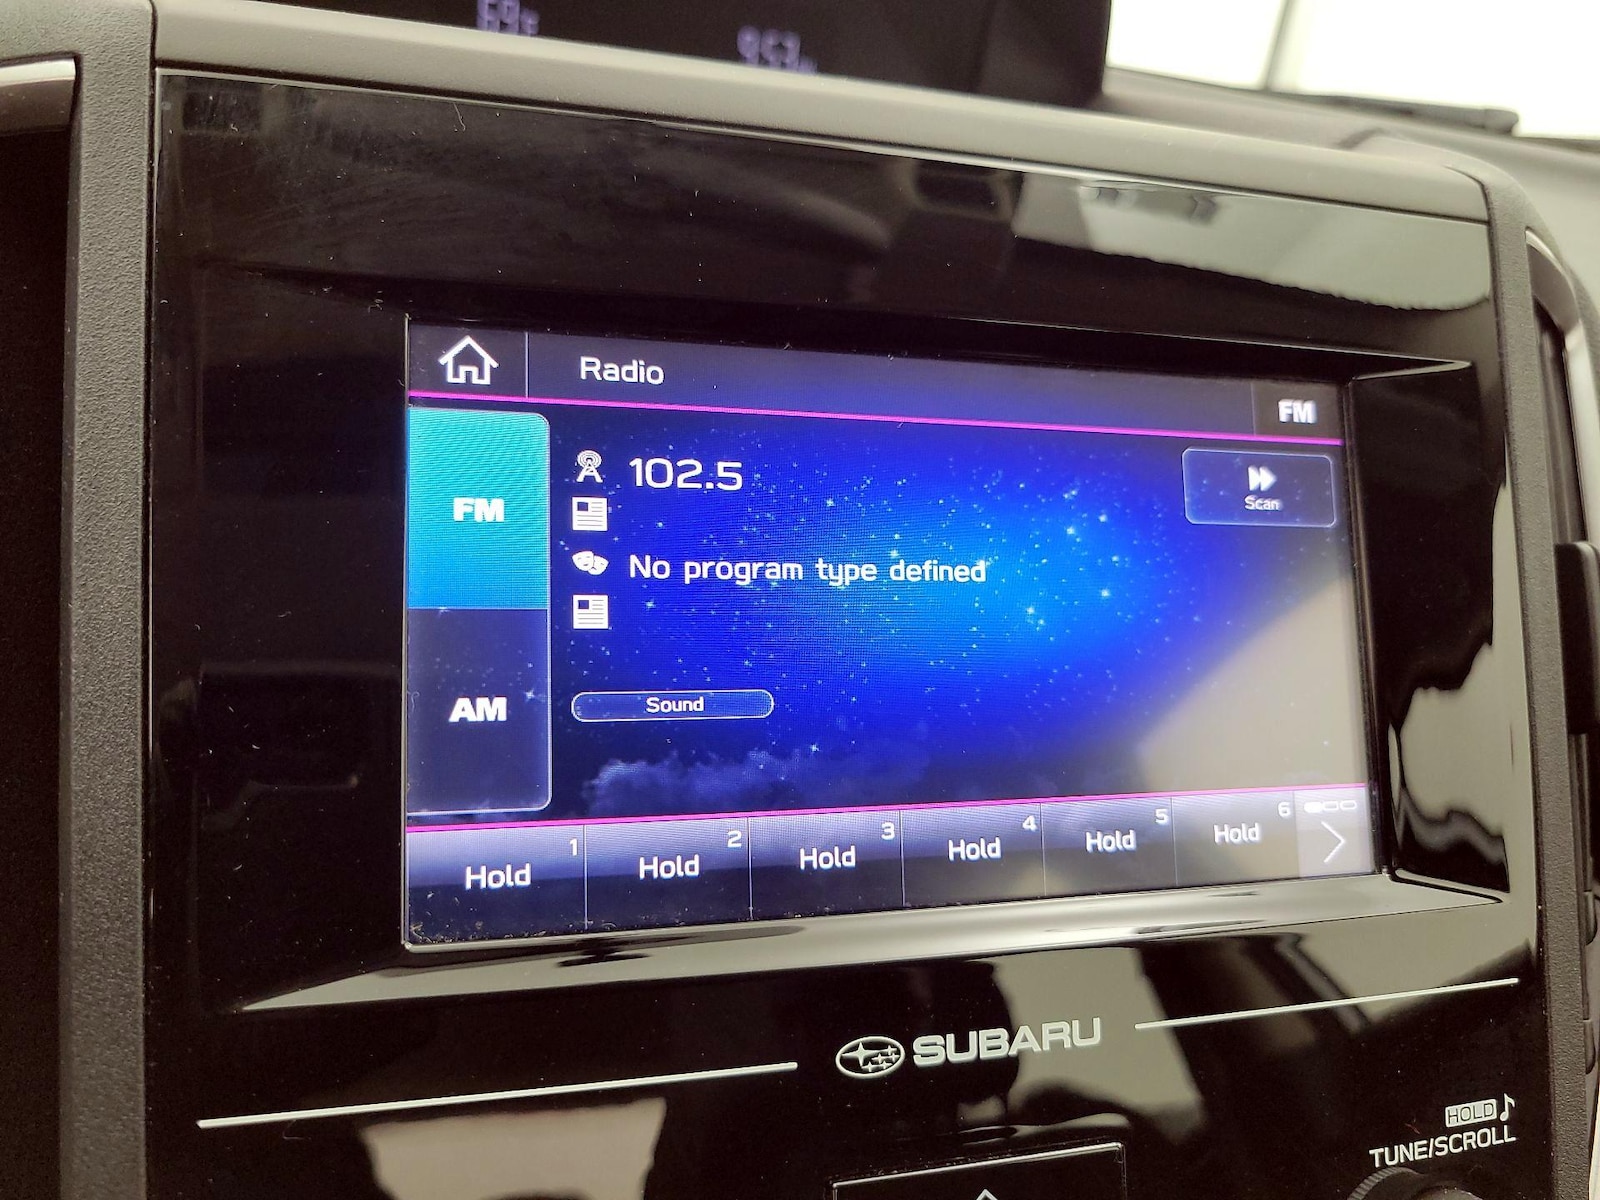 Radio
FM
FM
102.5
Scan
No program type defined
AM
Sound
1 2 3 4 5 6
Hold Hold Hold Hold Hold Hold
SUBARU
HOLD
TUNE/SCROLL